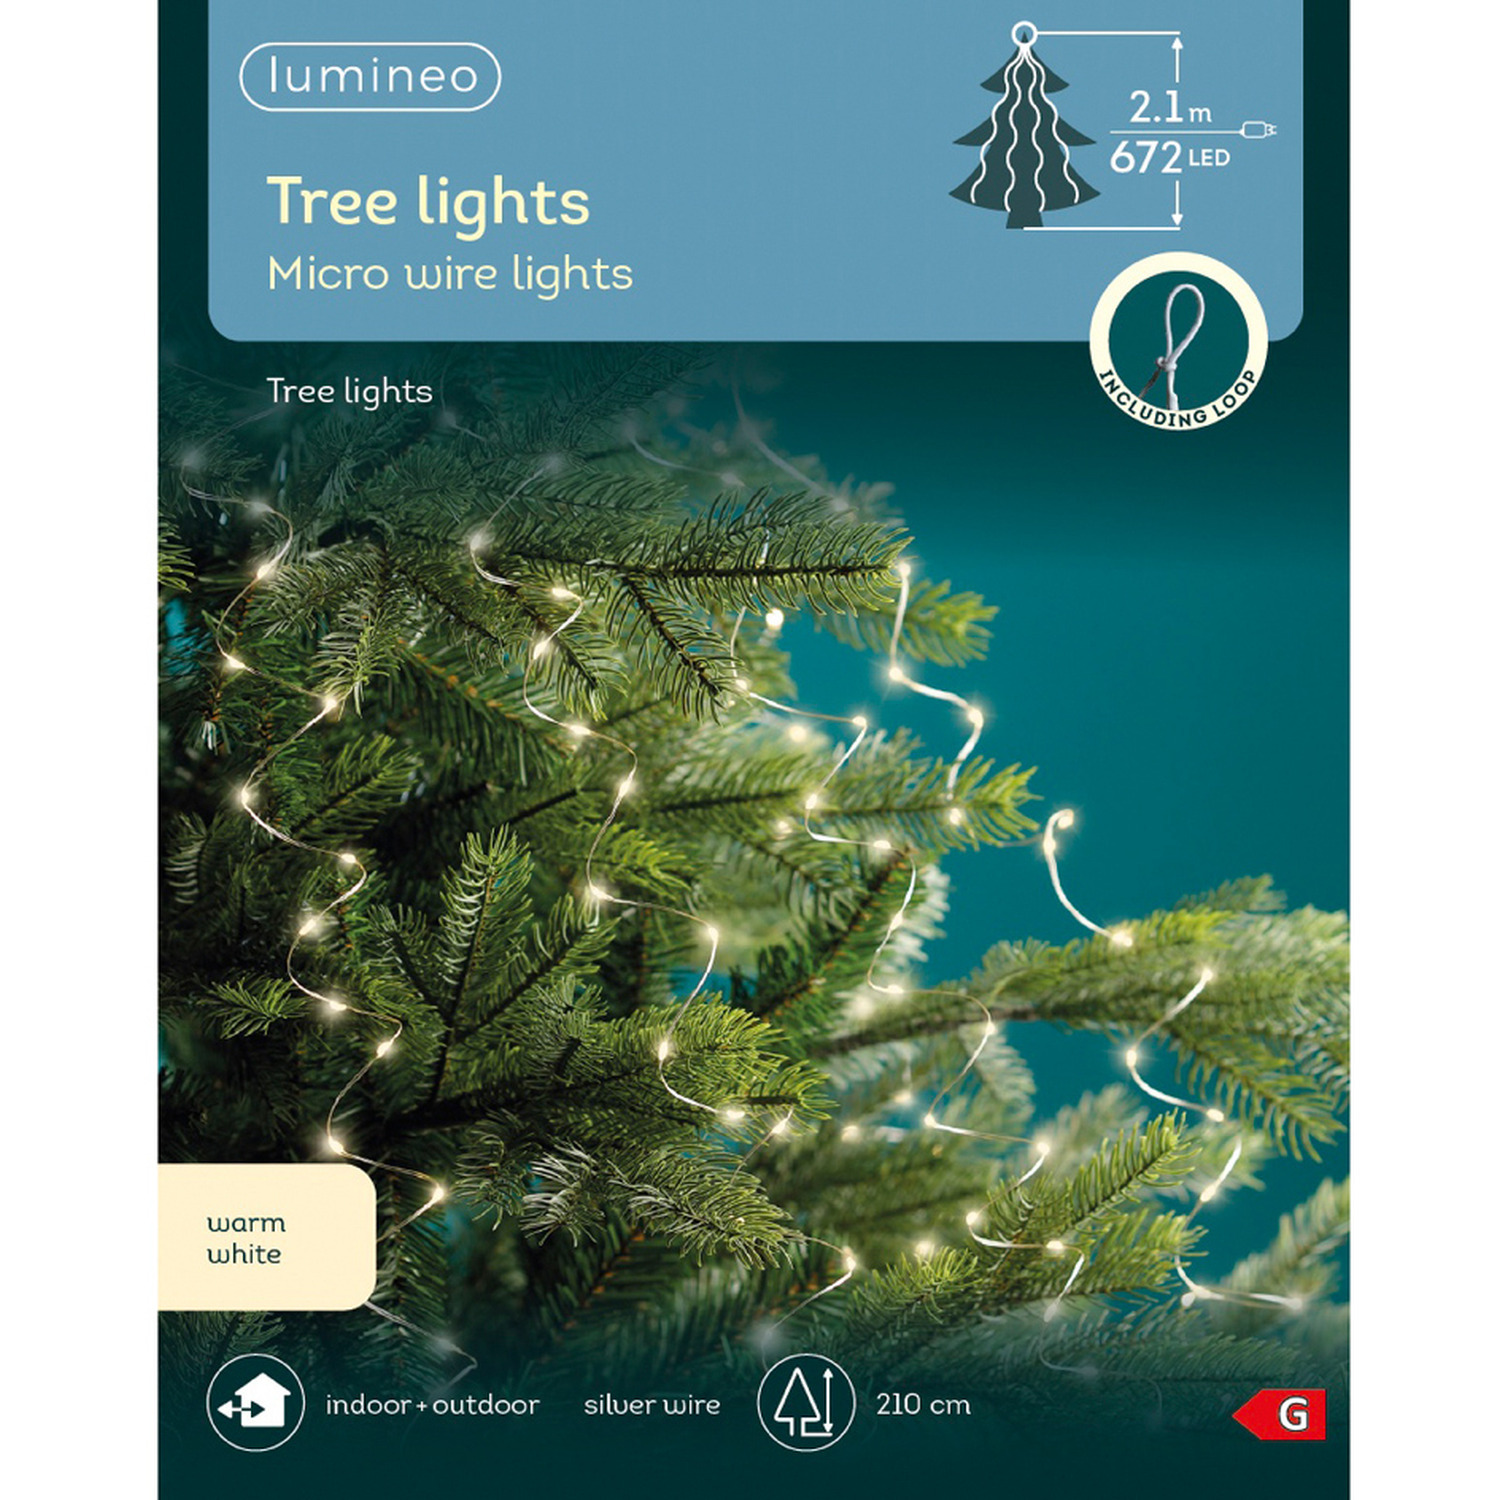 lumineo
Tree lights
Micro wire lights
2.1 m
672 LED
INCLUDING LOOP
Tree lights
warm
white
indoor + outdoor
silver wire
210 cm
G